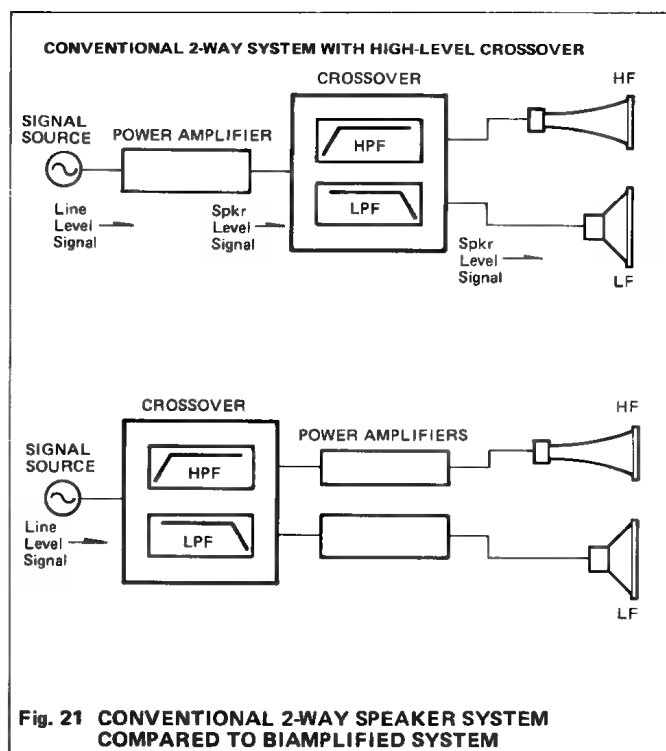 CONVENTIONAL 2-WAY SYSTEM WITH HIGH-LEVEL CROSSOVER
CROSSOVER
HF
SIGNAL
SOURCE
POWER AMPLIFIER
HPF
LPF
Line
Level
Signal
Spkr
Level
Signal
Spkr
Level
Signal
LF
CROSSOVER
HF
POWER AMPLIFIERS
SIGNAL
SOURCE
HPF
LPF
Line
Level
Signal
LF
Fig. 21 CONVENTIONAL 2-WAY SPEAKER SYSTEM
COMPARED TO BIAMPLIFIED SYSTEM